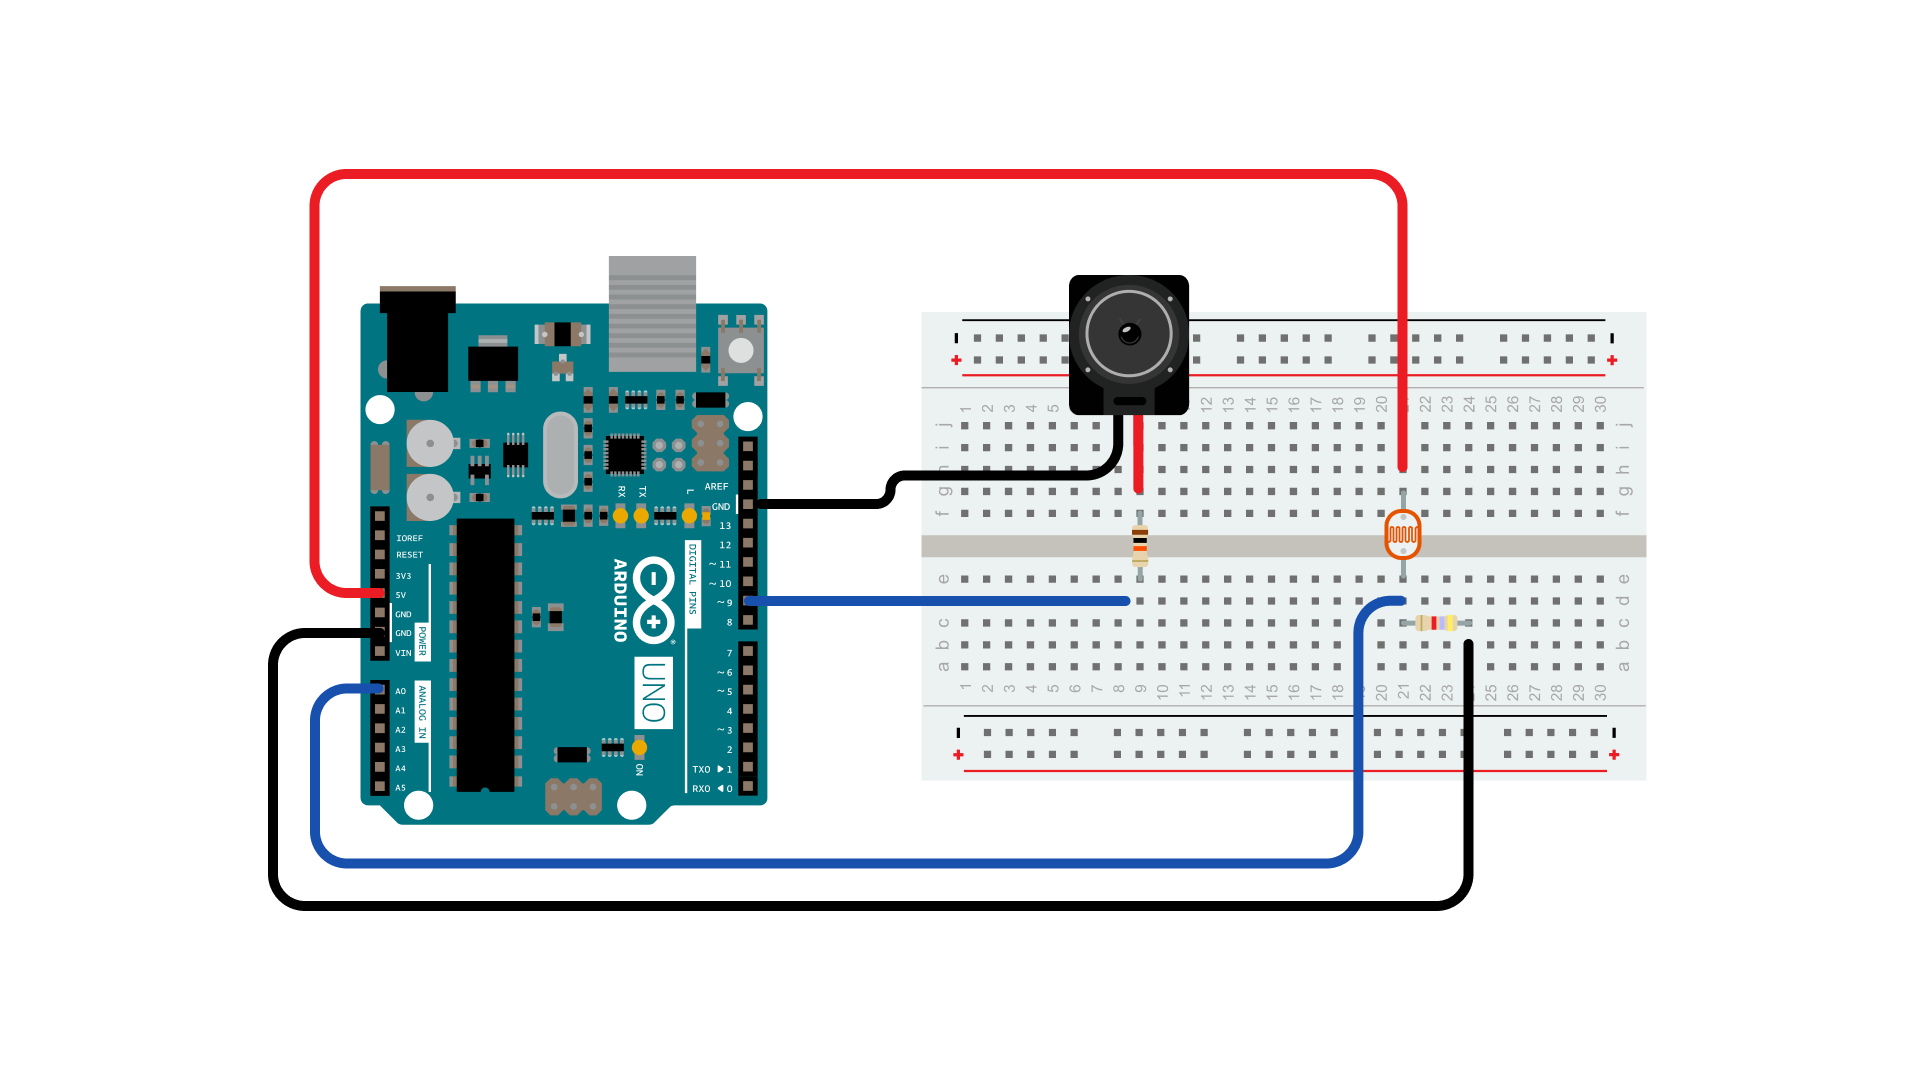 IOREF
RESET
3V3
5V
GND
GND
VIN
POWER
A0
A1
A2
A3
A4
A5
ANALOG IN
RX
TX
L
AREF
GND
13
12
~ 11
~ 10
~ 9
8
DIGITAL PINS
7
~ 6
~ 5
4
~ 3
2
TXO ▶ 1
RXO ◀ 0
ARDUINO
®
UNO
ON
1 2 3 4 5 12 13 14 15 16 17 18 19 20 22 23 24 25 26 27 28 29 30
j j
i i
h
g g
f f
e e
d d
c c
b b
a a
1 2 3 4 5 6 7 8 9 10 11 12 13 14 15 16 17 18 20 21 22 23 25 26 27 28 29 30